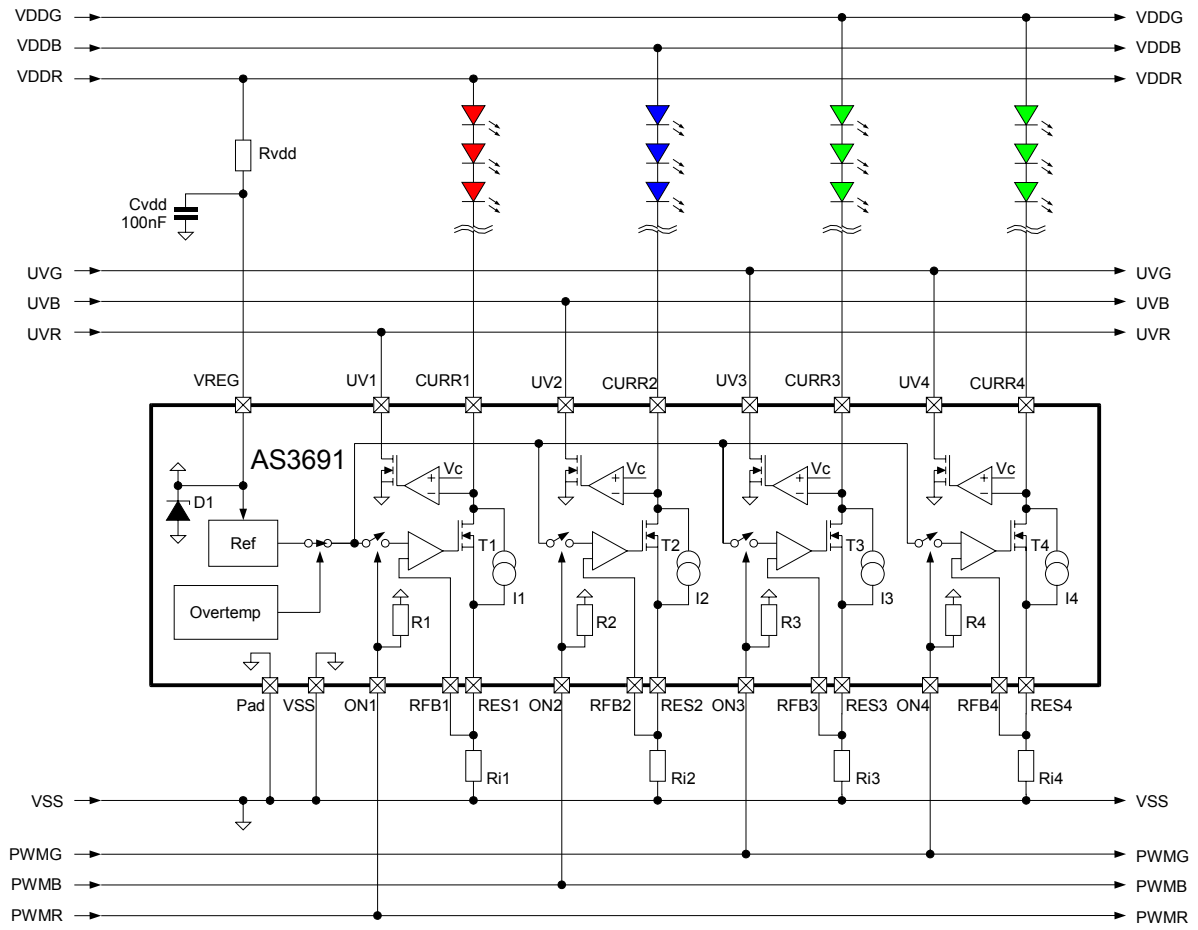 VDDG VDDG
VDDB VDDB
VDDR VDDR
Rvdd
Cvdd
100nF
UVG UVG
UVB UVB
UVR UVR
VREG UV1 CURR1 UV2 CURR2 UV3 CURR3 UV4 CURR4
AS3691
Vc Vc Vc Vc
+ + + +
− − − −
D1
Ref
T1 T2 T3 T4
I1 I2 I3 I4
Overtemp
R1 R2 R3 R4
Pad VSS ON1 RFB1 RES1 ON2 RFB2 RES2 ON3 RFB3 RES3 ON4 RFB4 RES4
Ri1 Ri2 Ri3 Ri4
VSS VSS
PWMG PWMG
PWMB PWMB
PWMR PWMR